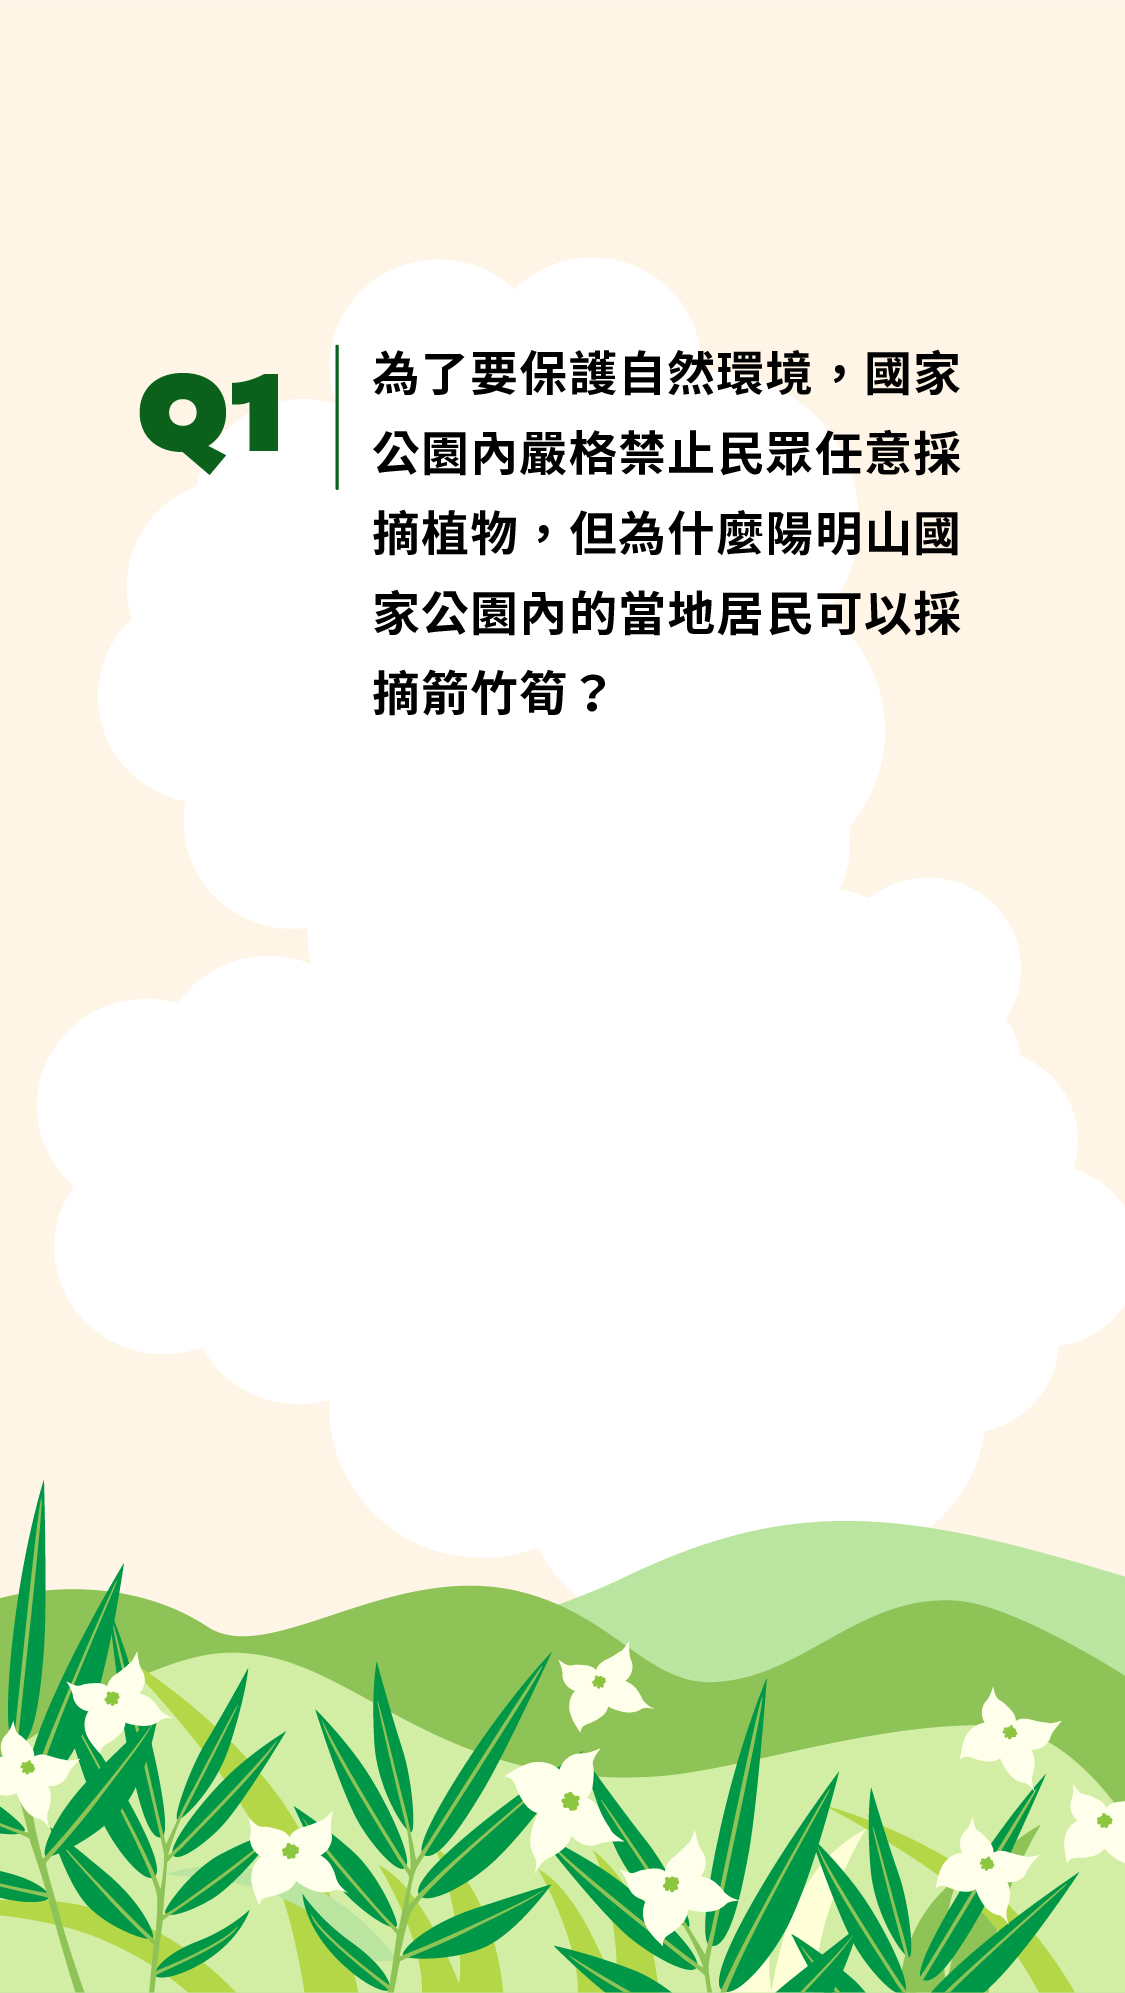 Q1
為了要保護自然環境，國家
公園內嚴格禁止民眾任意採
摘植物，但為什麼陽明山國
家公園內的當地居民可以採
摘箭竹筍？